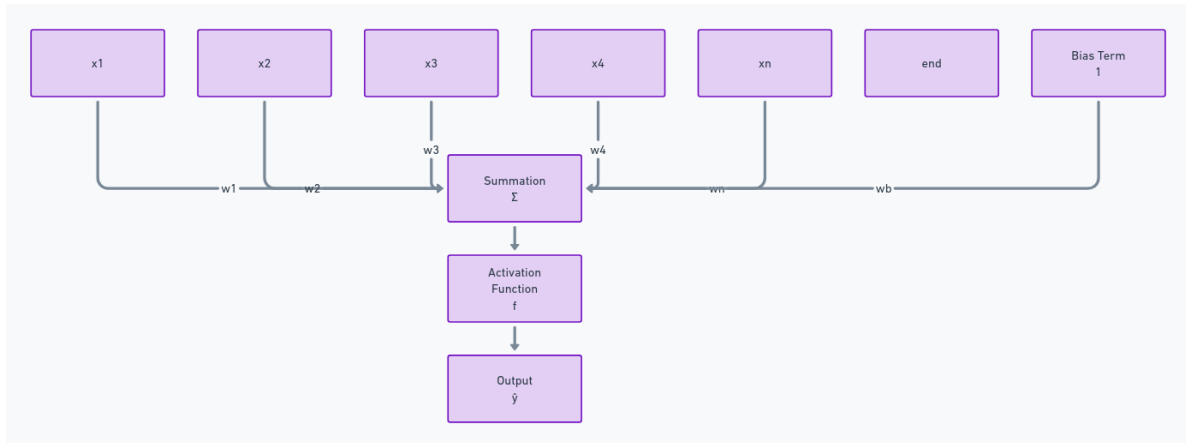 x1
x2
x3
x4
xn
end
Bias Term
1
w3
w4
w1
w2
wn
wb
Summation
Σ
Activation
Function
f
Output
ŷ